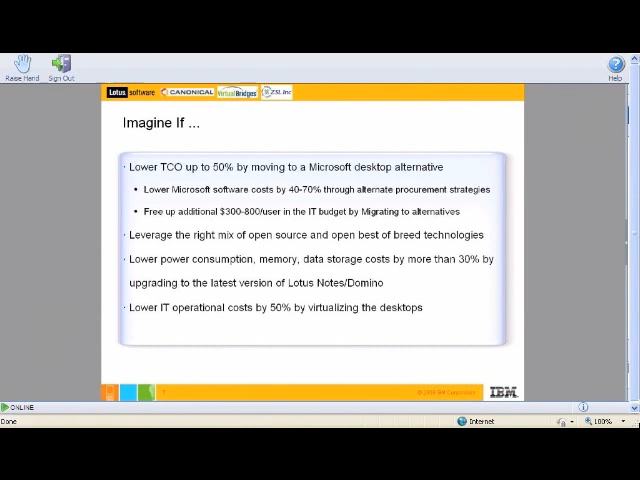 Raise Hand
Sign Out
Help
Lotus software CANONICAL VirtualBridges ZSL Inc
Imagine If ...
· Lower TCO up to 50% by moving to a Microsoft desktop alternative
• Lower Microsoft software costs by 40-70% through alternate procurement strategies
• Free up additional $300-800/user in the IT budget by Migrating to alternatives
· Leverage the right mix of open source and open best of breed technologies
· Lower power consumption, memory, data storage costs by more than 30% by
upgrading to the latest version of Lotus Notes/Domino
· Lower IT operational costs by 50% by virtualizing the desktops
IBM Corporation
IBM
ONLINE
Done
Internet
100%